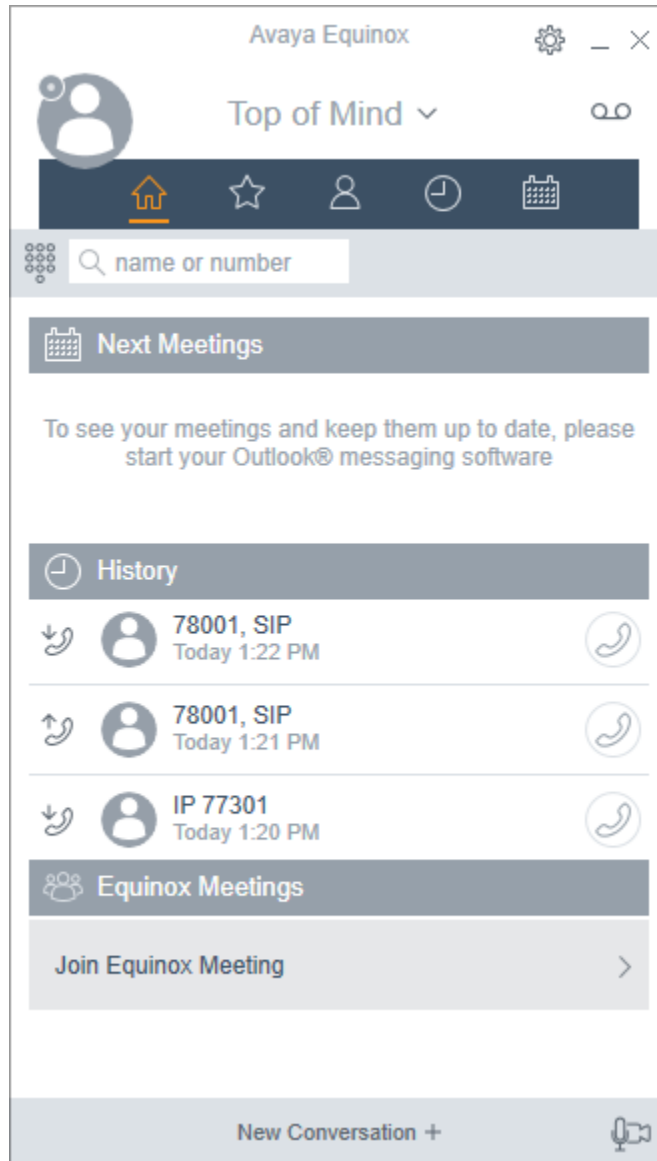 Avaya Equinox
Top of Mind
name or number
Next Meetings
To see your meetings and keep them up to date, please
start your Outlook® messaging software
History
78001, SIP
Today 1:22 PM
78001, SIP
Today 1:21 PM
IP 77301
Today 1:20 PM
Equinox Meetings
Join Equinox Meeting
New Conversation +